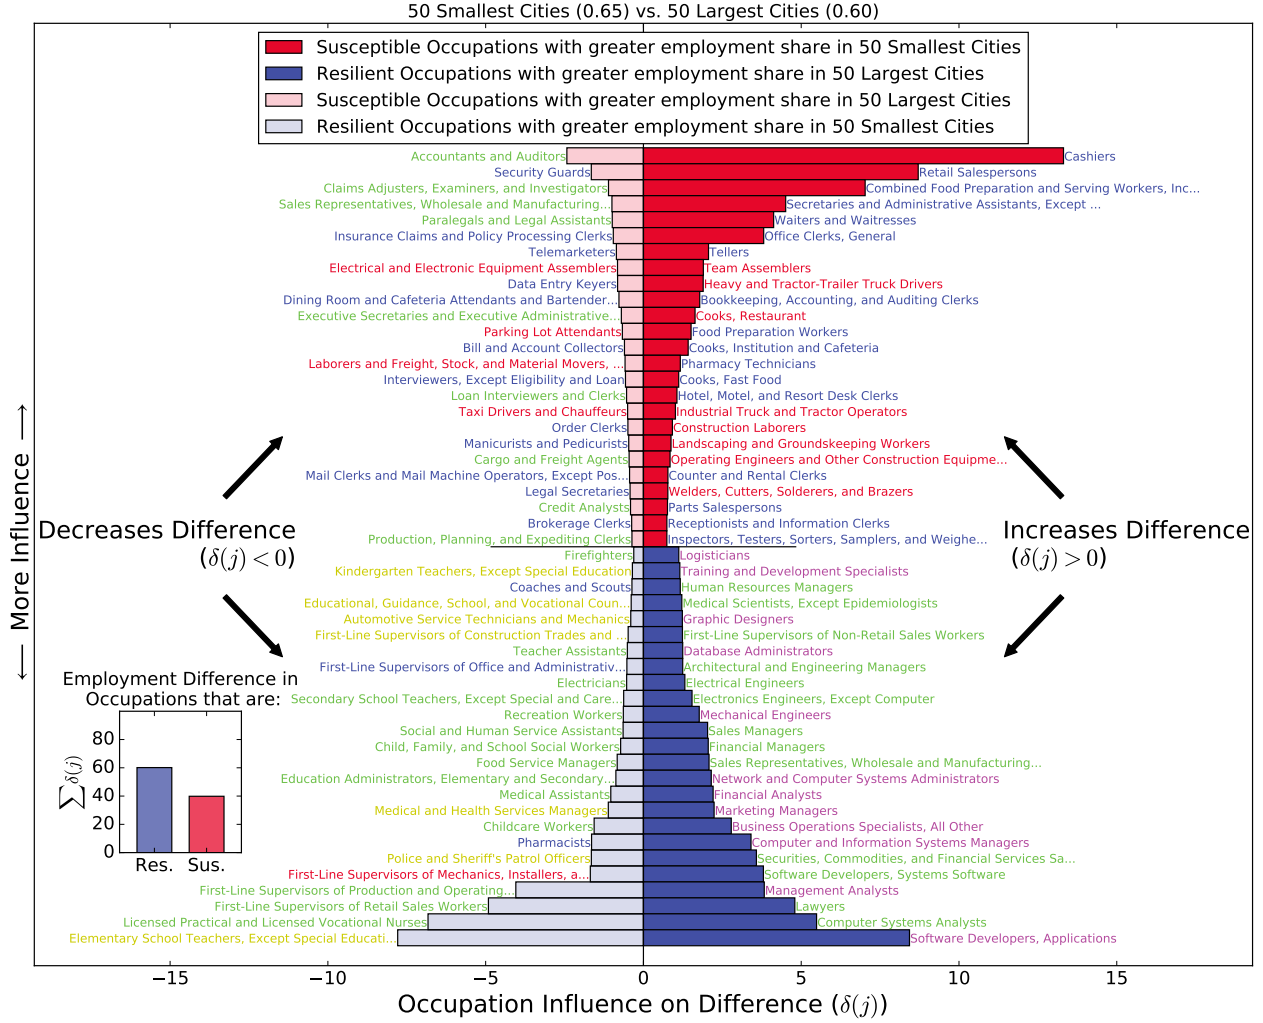 50 Smallest Cities (0.65) vs. 50 Largest Cities (0.60)
Susceptible Occupations with greater employment share in 50 Smallest Cities
Resilient Occupations with greater employment share in 50 Largest Cities
Susceptible Occupations with greater employment share in 50 Largest Cities
Resilient Occupations with greater employment share in 50 Smallest Cities
Accountants and Auditors Cashiers
Security Guards Retail Salespersons
Claims Adjusters, Examiners, and Investigators Combined Food Preparation and Serving Workers, Inc...
Sales Representatives, Wholesale and Manufacturing... Secretaries and Administrative Assistants, Except ...
Paralegals and Legal Assistants Waiters and Waitresses
Insurance Claims and Policy Processing Clerks Office Clerks, General
Telemarketers Tellers
Electrical and Electronic Equipment Assemblers Team Assemblers
Data Entry Keyers Heavy and Tractor-Trailer Truck Drivers
Dining Room and Cafeteria Attendants and Bartender... Bookkeeping, Accounting, and Auditing Clerks
Executive Secretaries and Executive Administrative... Cooks, Restaurant
Parking Lot Attendants Food Preparation Workers
Bill and Account Collectors Cooks, Institution and Cafeteria
Laborers and Freight, Stock, and Material Movers, ... Pharmacy Technicians
Interviewers, Except Eligibility and Loan Cooks, Fast Food
Loan Interviewers and Clerks Hotel, Motel, and Resort Desk Clerks
Taxi Drivers and Chauffeurs Industrial Truck and Tractor Operators
Order Clerks Construction Laborers
Manicurists and Pedicurists Landscaping and Groundskeeping Workers
Cargo and Freight Agents Operating Engineers and Other Construction Equipme...
Mail Clerks and Mail Machine Operators, Except Pos... Counter and Rental Clerks
Legal Secretaries Welders, Cutters, Solderers, and Brazers
Credit Analysts Parts Salespersons
Brokerage Clerks Receptionists and Information Clerks
Production, Planning, and Expediting Clerks Inspectors, Testers, Sorters, Samplers, and Weighe...
Firefighters Logisticians
Kindergarten Teachers, Except Special Education Training and Development Specialists
Coaches and Scouts Human Resources Managers
Educational, Guidance, School, and Vocational Coun... Medical Scientists, Except Epidemiologists
Automotive Service Technicians and Mechanics Graphic Designers
First-Line Supervisors of Construction Trades and ... First-Line Supervisors of Non-Retail Sales Workers
Teacher Assistants Database Administrators
First-Line Supervisors of Office and Administrativ... Architectural and Engineering Managers
Electricians Electrical Engineers
Secondary School Teachers, Except Special and Care... Electronics Engineers, Except Computer
Recreation Workers Mechanical Engineers
Social and Human Service Assistants Sales Managers
Child, Family, and School Social Workers Financial Managers
Food Service Managers Sales Representatives, Wholesale and Manufacturing...
Education Administrators, Elementary and Secondary... Network and Computer Systems Administrators
Medical Assistants Financial Analysts
Medical and Health Services Managers Marketing Managers
Childcare Workers Business Operations Specialists, All Other
Pharmacists Computer and Information Systems Managers
Police and Sheriff's Patrol Officers Securities, Commodities, and Financial Services Sa...
First-Line Supervisors of Mechanics, Installers, a... Software Developers, Systems Software
First-Line Supervisors of Production and Operating... Management Analysts
First-Line Supervisors of Retail Sales Workers Lawyers
Licensed Practical and Licensed Vocational Nurses Computer Systems Analysts
Elementary School Teachers, Except Special Educati... Software Developers, Applications
← More Influence →
Decreases Difference
(δ(j) < 0)
Increases Difference
(δ(j) > 0)
Employment Difference in
Occupations that are:
∑δ(j)
80
60
40
20
0
Res. Sus.
−15 −10 −5 0 5 10 15
Occupation Influence on Difference (δ(j))